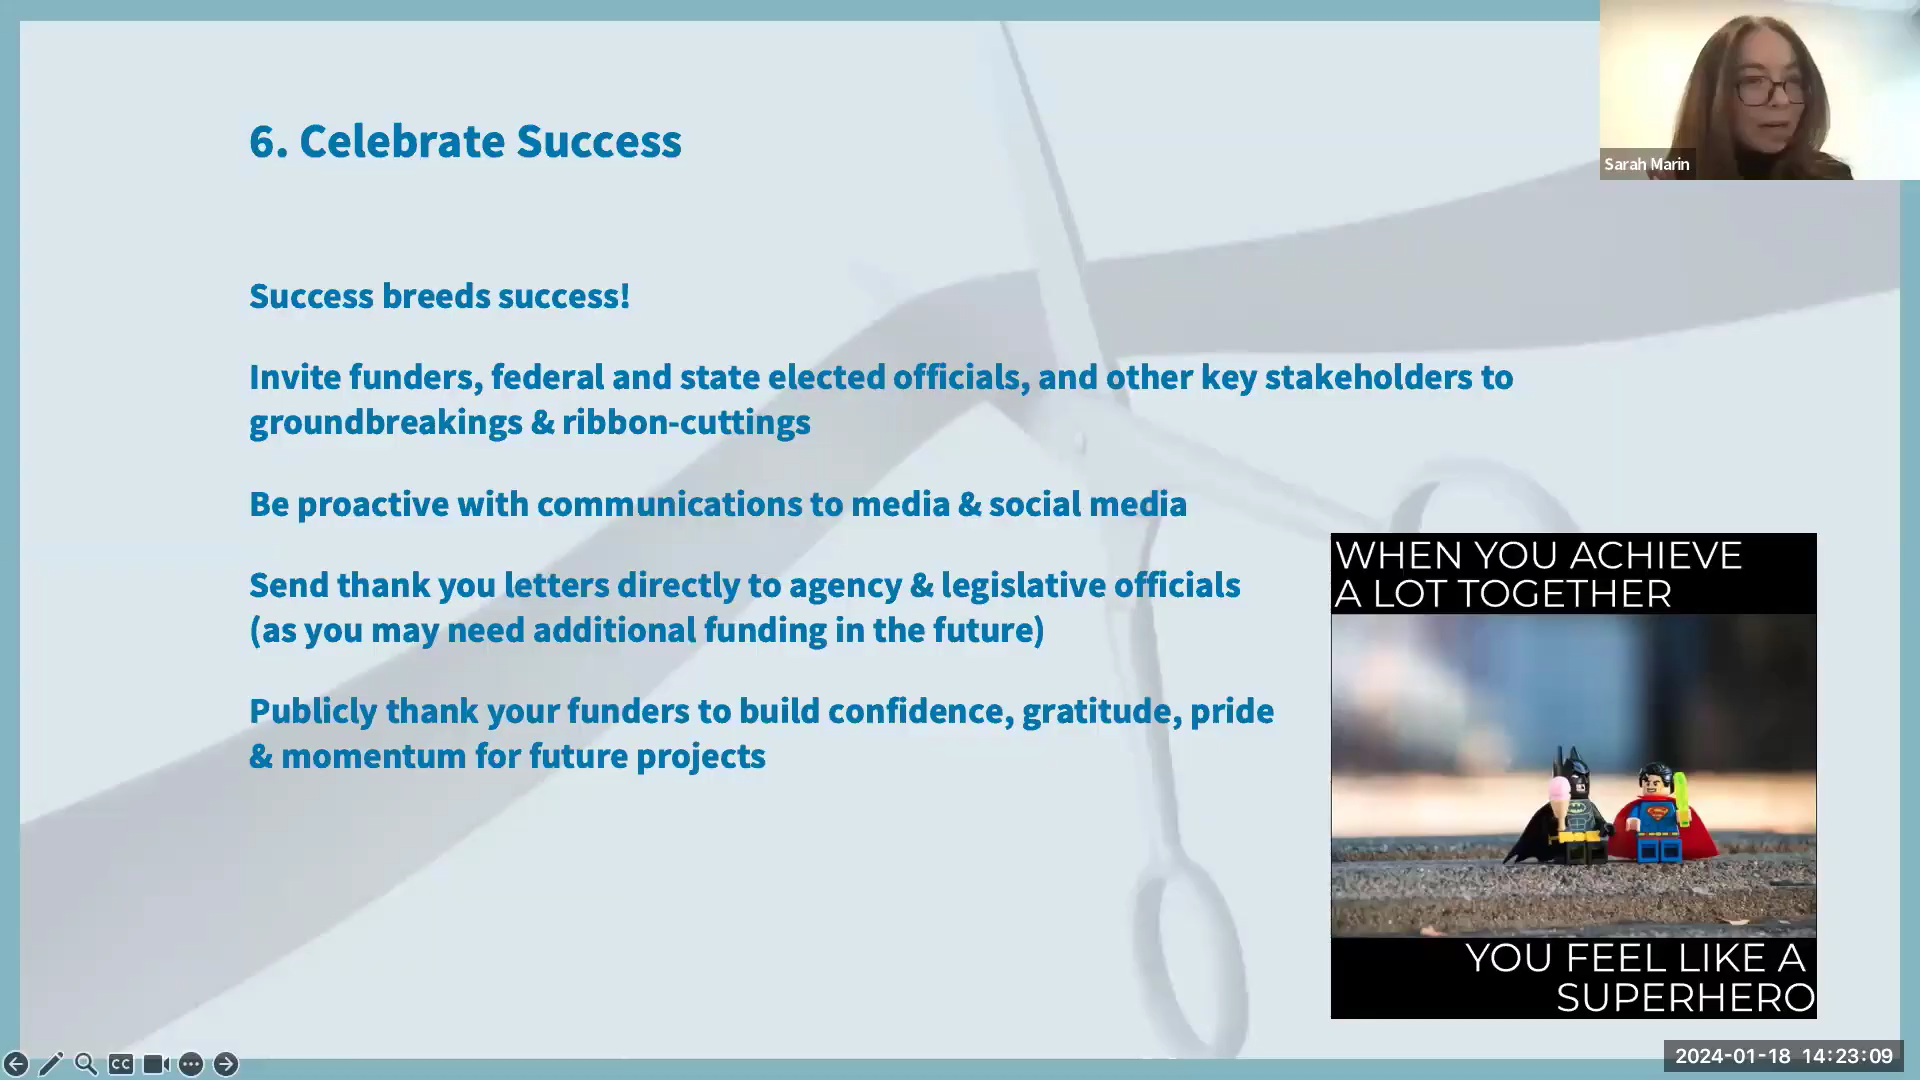 6. Celebrate Success
Sarah Marin
Success breeds success!
Invite funders, federal and state elected officials, and other key stakeholders to
groundbreakings & ribbon-cuttings
Be proactive with communications to media & social media
Send thank you letters directly to agency & legislative officials
(as you may need additional funding in the future)
Publicly thank your funders to build confidence, gratitude, pride
& momentum for future projects
WHEN YOU ACHIEVE
A LOT TOGETHER
YOU FEEL LIKE A
SUPERHERO
CC
2024-01-18 14:23:09